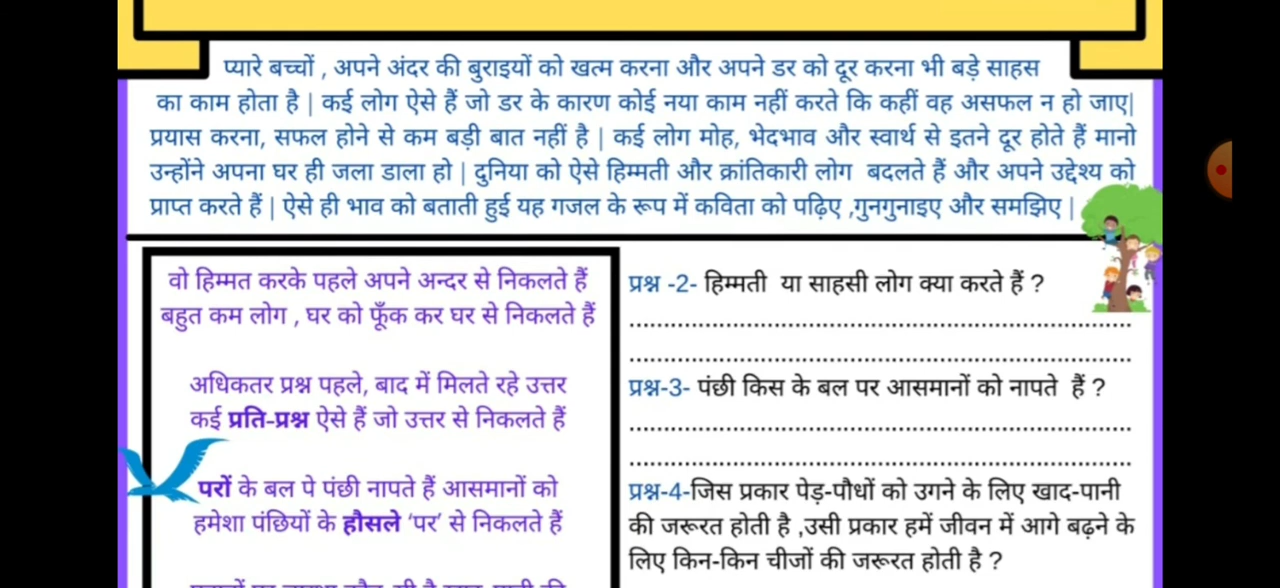 प्यारे बच्चों , अपने अंदर की बुराइयों को खत्म करना और अपने डर को दूर करना भी बड़े साहस
का काम होता है | कई लोग ऐसे हैं जो डर के कारण कोई नया काम नहीं करते कि कहीं वह असफल न हो जाए|
प्रयास करना, सफल होने से कम बड़ी बात नहीं है | कई लोग मोह, भेदभाव और स्वार्थ से इतने दूर होते हैं मानो
उन्होंने अपना घर ही जला डाला हो | दुनिया को ऐसे हिम्मती और क्रांतिकारी लोग बदलते हैं और अपने उद्देश्य को
प्राप्त करते हैं | ऐसे ही भाव को बताती हुई यह गजल के रूप में कविता को पढ़िए ,गुनगुनाइए और समझिए |
वो हिम्मत करके पहले अपने अन्दर से निकलते हैं
बहुत कम लोग , घर को फूँक कर घर से निकलते हैं
अधिकतर प्रश्न पहले, बाद में मिलते रहे उत्तर
कई प्रति-प्रश्न ऐसे हैं जो उत्तर से निकलते हैं
परों के बल पे पंछी नापते हैं आसमानों को
हमेशा पंछियों के हौसले ‘पर’ से निकलते हैं
प्रश्न -2- हिम्मती या साहसी लोग क्या करते हैं ?
................................................................
................................................................
प्रश्न-3- पंछी किस के बल पर आसमानों को नापते हैं ?
................................................................
................................................................
प्रश्न-4-जिस प्रकार पेड़-पौधों को उगने के लिए खाद-पानी
की जरूरत होती है ,उसी प्रकार हमें जीवन में आगे बढ़ने के
लिए किन-किन चीजों की जरूरत होती है ?